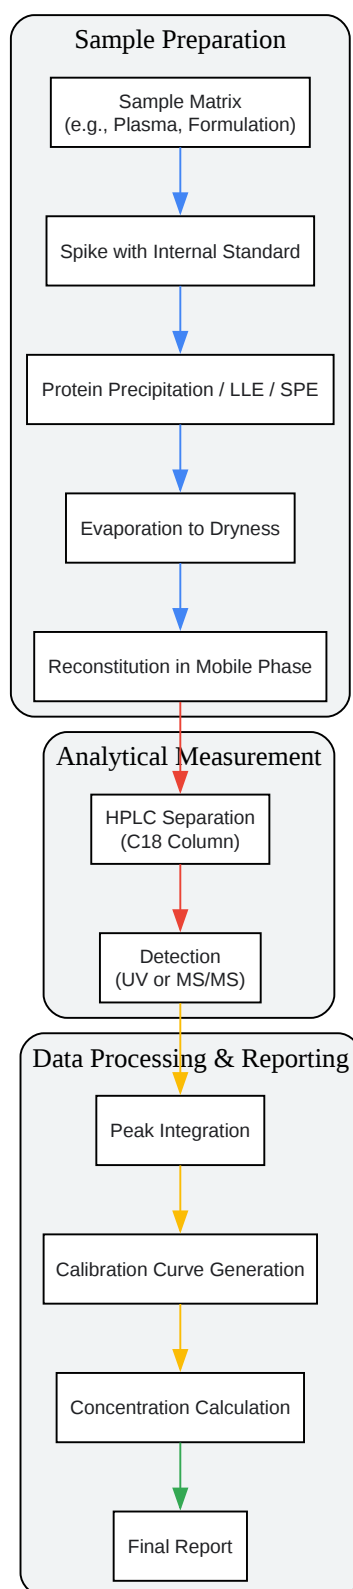 Sample Preparation
Sample Matrix
(e.g., Plasma, Formulation)
Spike with Internal Standard
Protein Precipitation / LLE / SPE
Evaporation to Dryness
Reconstitution in Mobile Phase
Analytical Measurement
HPLC Separation
(C18 Column)
Detection
(UV or MS/MS)
Data Processing & Reporting
Peak Integration
Calibration Curve Generation
Concentration Calculation
Final Report